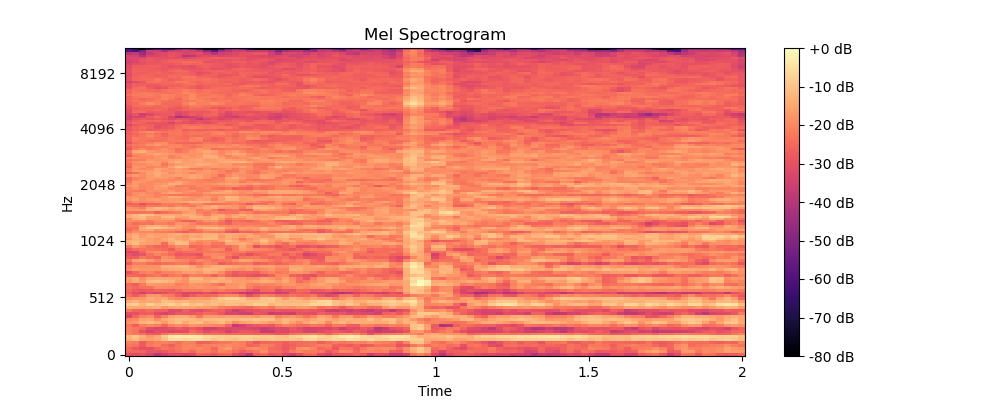 Mel Spectrogram
Hz
8192
4096
2048
1024
512
0
0
0.5
1
1.5
2
Time
+0 dB
-10 dB
-20 dB
-30 dB
-40 dB
-50 dB
-60 dB
-70 dB
-80 dB